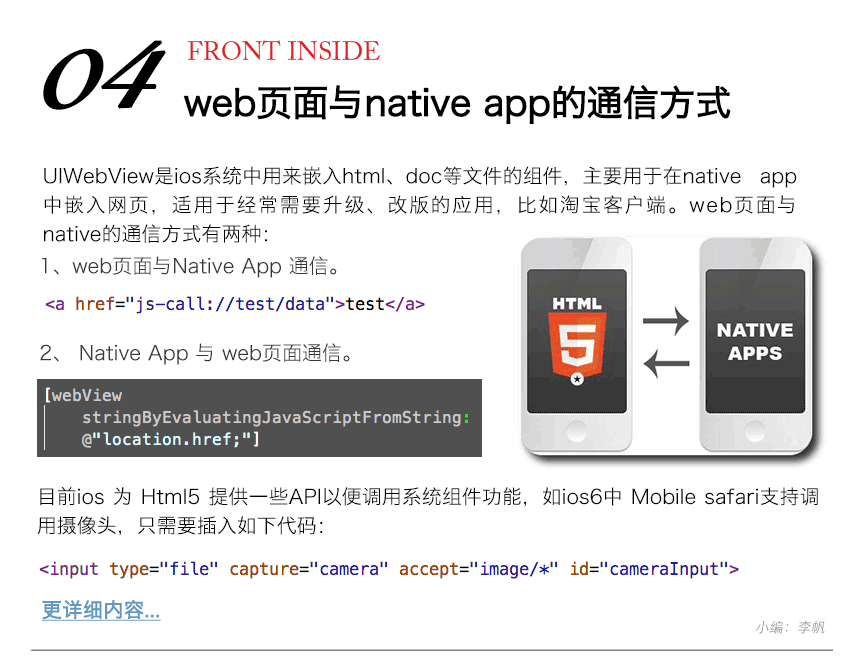 04
FRONT INSIDE
web页面与native app的通信方式
UIWebView是ios系统中用来嵌入html、doc等文件的组件，主要用于在native app
中嵌入网页，适用于经常需要升级、改版的应用，比如淘宝客户端。web页面与
native的通信方式有两种：
1、web页面与Native App 通信。
<a href="js-call://test/data">test</a>
2、 Native App 与 web页面通信。
[webView
stringByEvaluatingJavaScriptFromString:
@"location.href;"]
HTML
5
NATIVE
APPS
目前ios 为 Html5 提供一些API以便调用系统组件功能，如ios6中 Mobile safari支持调
用摄像头，只需要插入如下代码：
<input type="file" capture="camera" accept="image/*" id="cameraInput">
更详细内容...
小编：李帆